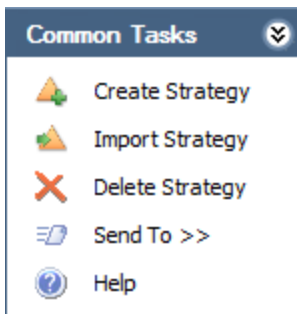 Common Tasks
Create Strategy
Import Strategy
Delete Strategy
Send To >>
Help